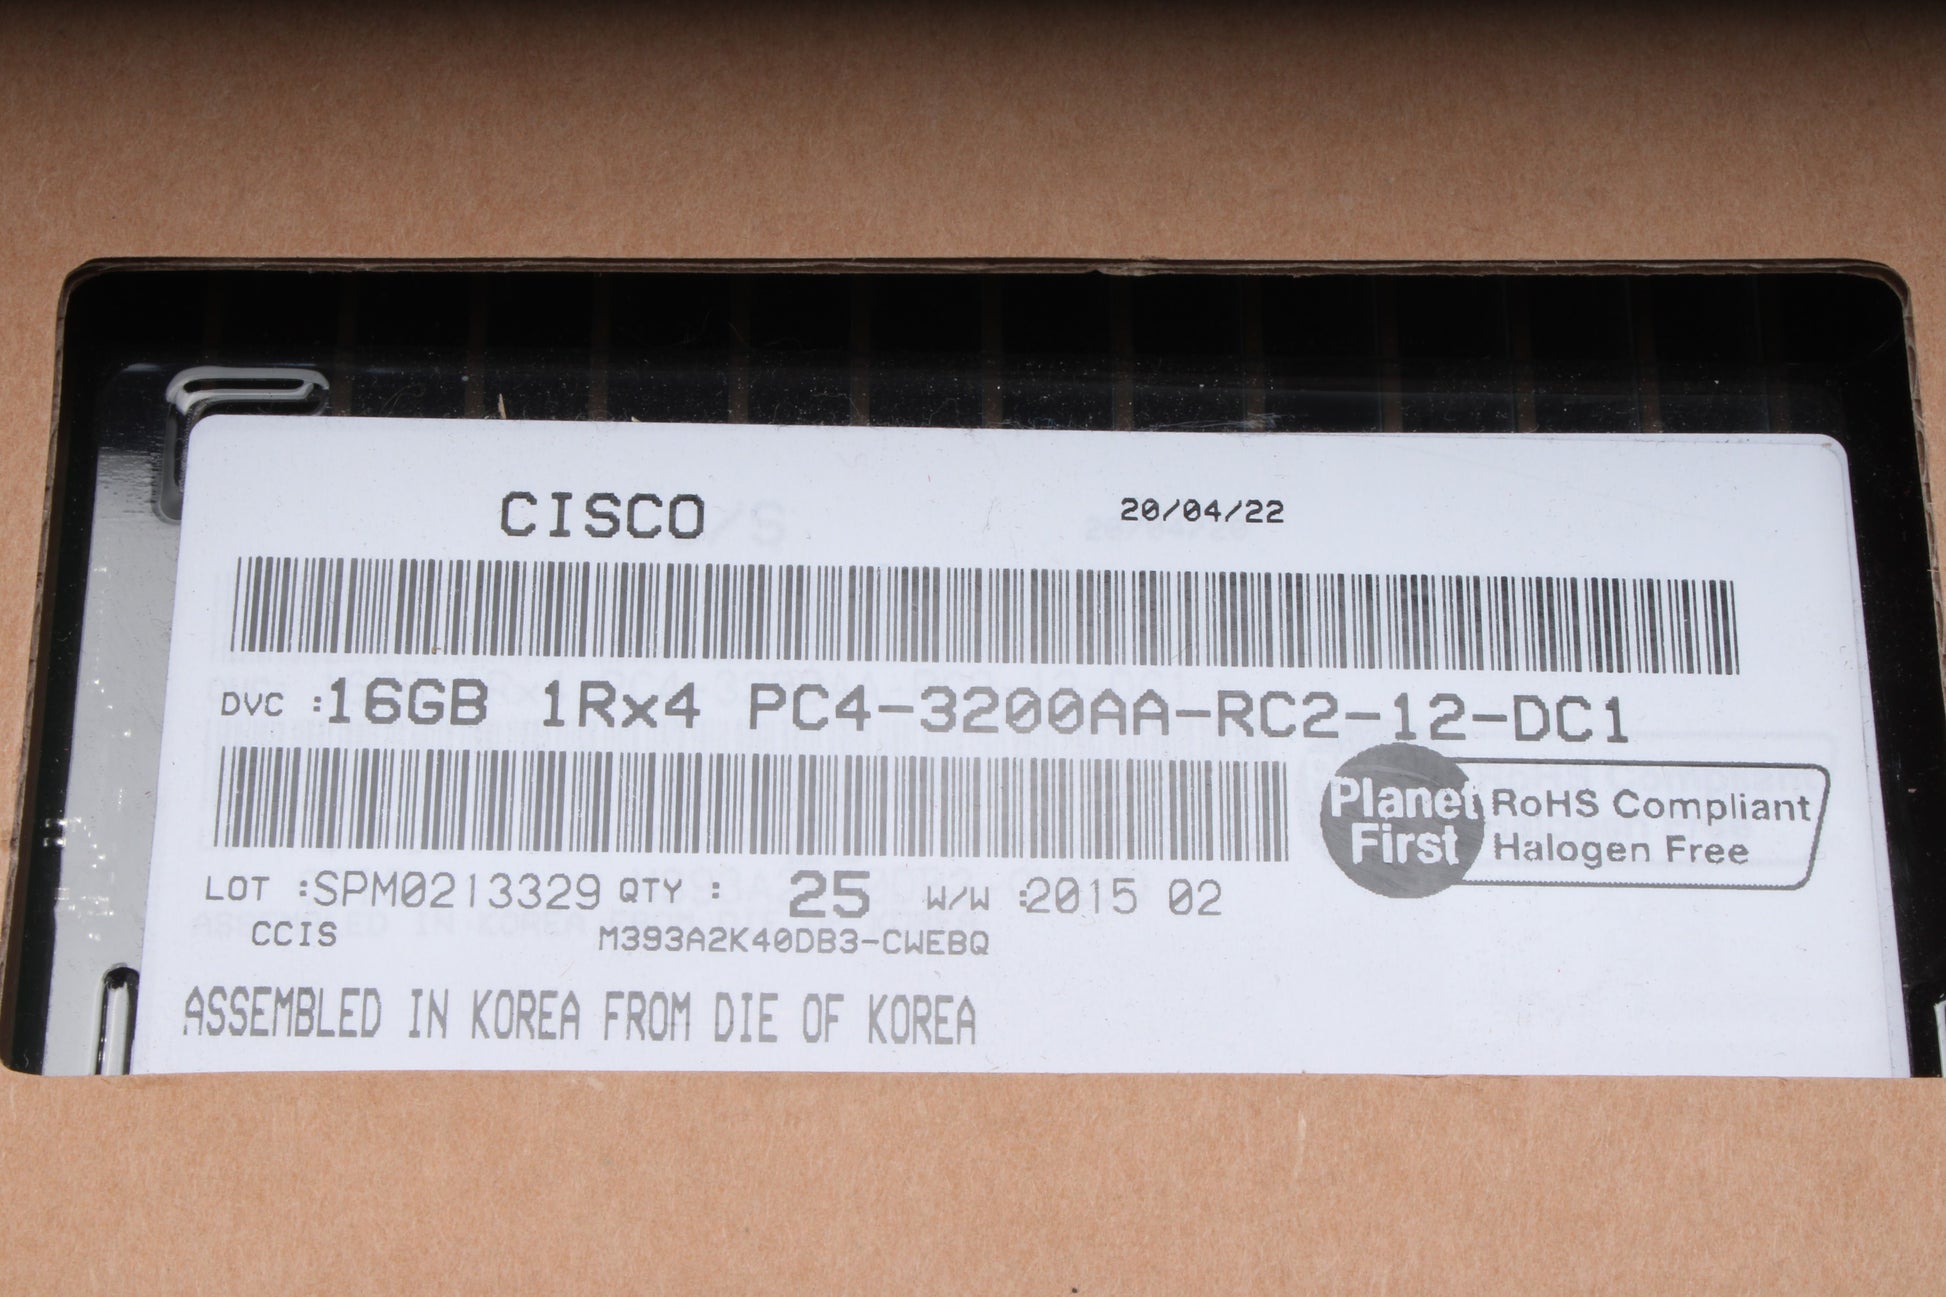 CISCO 20/04/22
DVC :16GB 1Rx4 PC4-3200AA-RC2-12-DC1
Planet First RoHS Compliant
Halogen Free
LOT :SPM0213329 QTY : 25 W/W :2015 02
CCIS M393A2K40DB3-CWEBQ
ASSEMBLED IN KOREA FROM DIE OF KOREA